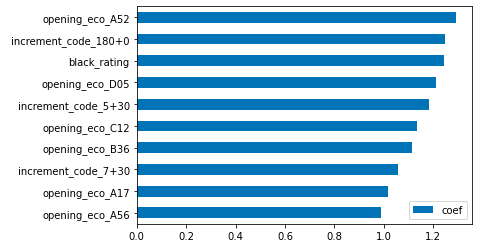 opening_eco_A52
increment_code_180+0
black_rating
opening_eco_D05
increment_code_5+30
opening_eco_C12
opening_eco_B36
increment_code_7+30
opening_eco_A17
opening_eco_A56
coef
0.0 0.2 0.4 0.6 0.8 1.0 1.2